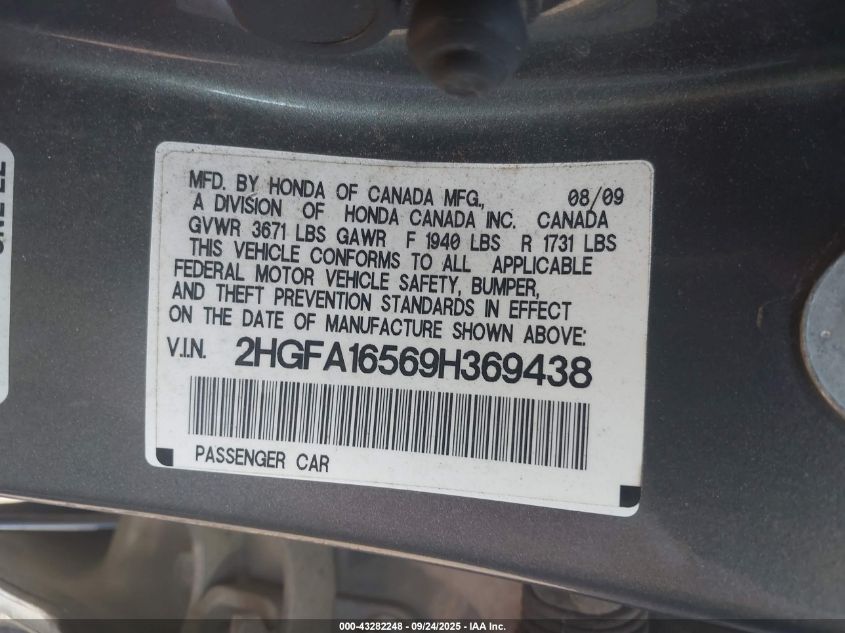 MFD. BY HONDA OF CANADA MFG., 08/09
A DIVISION OF HONDA CANADA INC. CANADA
GVWR 3671 LBS GAWR F 1940 LBS R 1731 LBS
THIS VEHICLE CONFORMS TO ALL APPLICABLE
FEDERAL MOTOR VEHICLE SAFETY, BUMPER,
AND THEFT PREVENTION STANDARDS IN EFFECT
ON THE DATE OF MANUFACTURE SHOWN ABOVE:
V.I.N. 2HGFA16569H369438
PASSENGER CAR
000-43282248 - 09/24/2025 - IAA Inc.